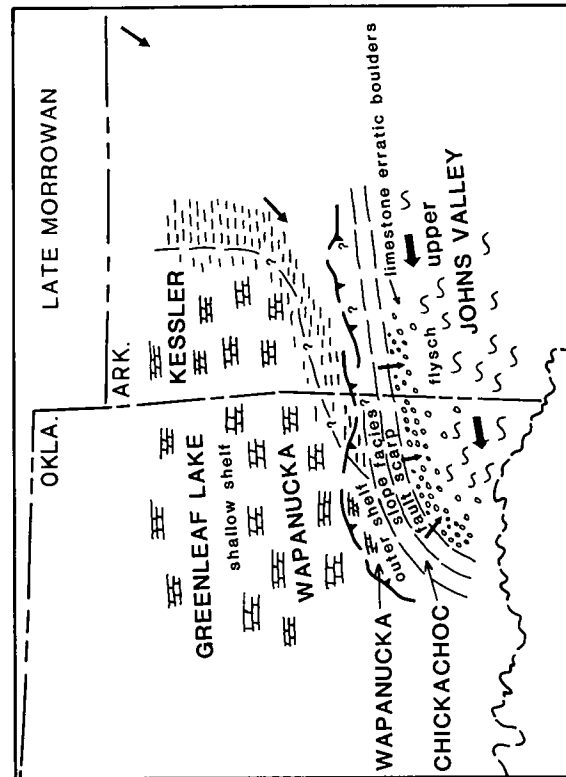 LATE MORROWAN
OKLA.
ARK.
KESSLER
GREENLEAF LAKE
shallow shelf
WAPANUCKA
?
?
?
?
?
?
outer shelf
slope facies
fault scarp
limestone erratic boulders
flysch
upper
JOHNS VALLEY
WAPANUCKA
CHICKACHOC